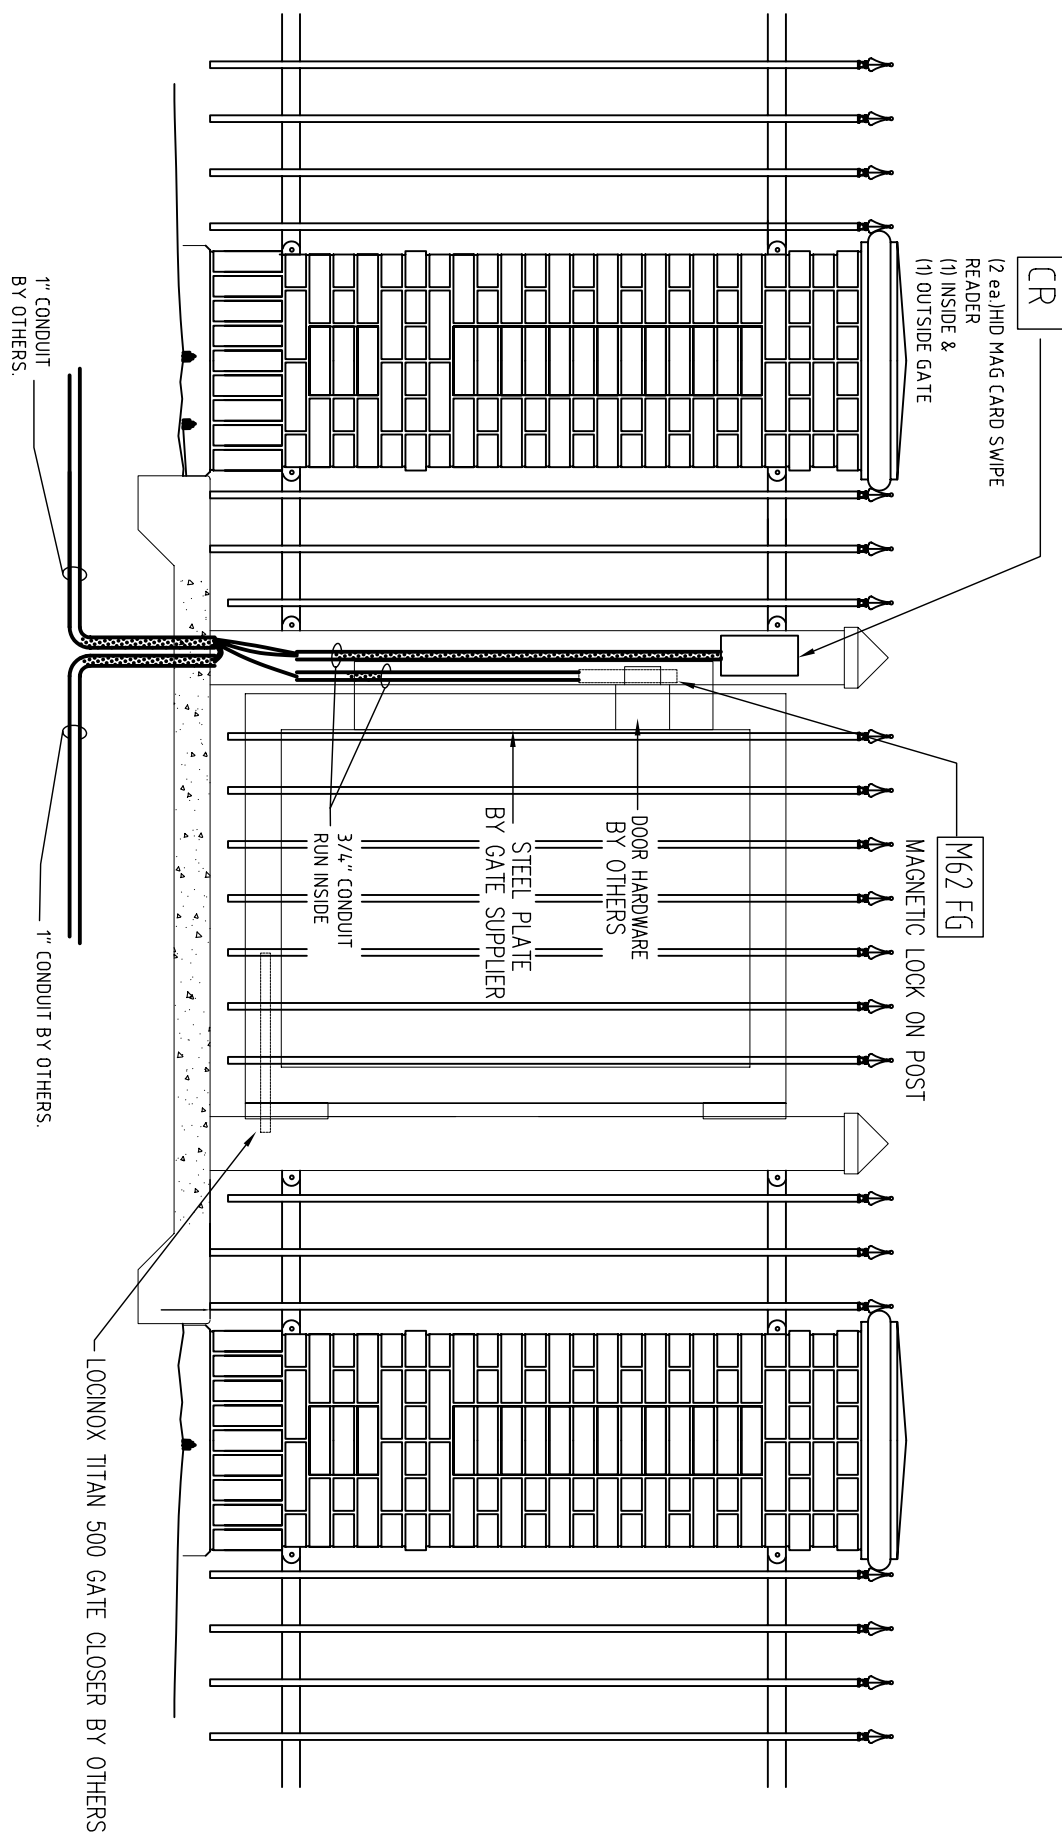 CR
(2 ea.)HID MAG CARD SWIPE
READER
(1) INSIDE &
(1) OUTSIDE GATE
M62 FG
MAGNETIC LOCK ON POST
DOOR HARDWARE
BY OTHERS
STEEL PLATE
BY GATE SUPPLIER
3/4" CONDUIT
RUN INSIDE
1" CONDUIT
BY OTHERS.
1" CONDUIT BY OTHERS.
LOCINOX TITAN 500 GATE CLOSER BY OTHERS